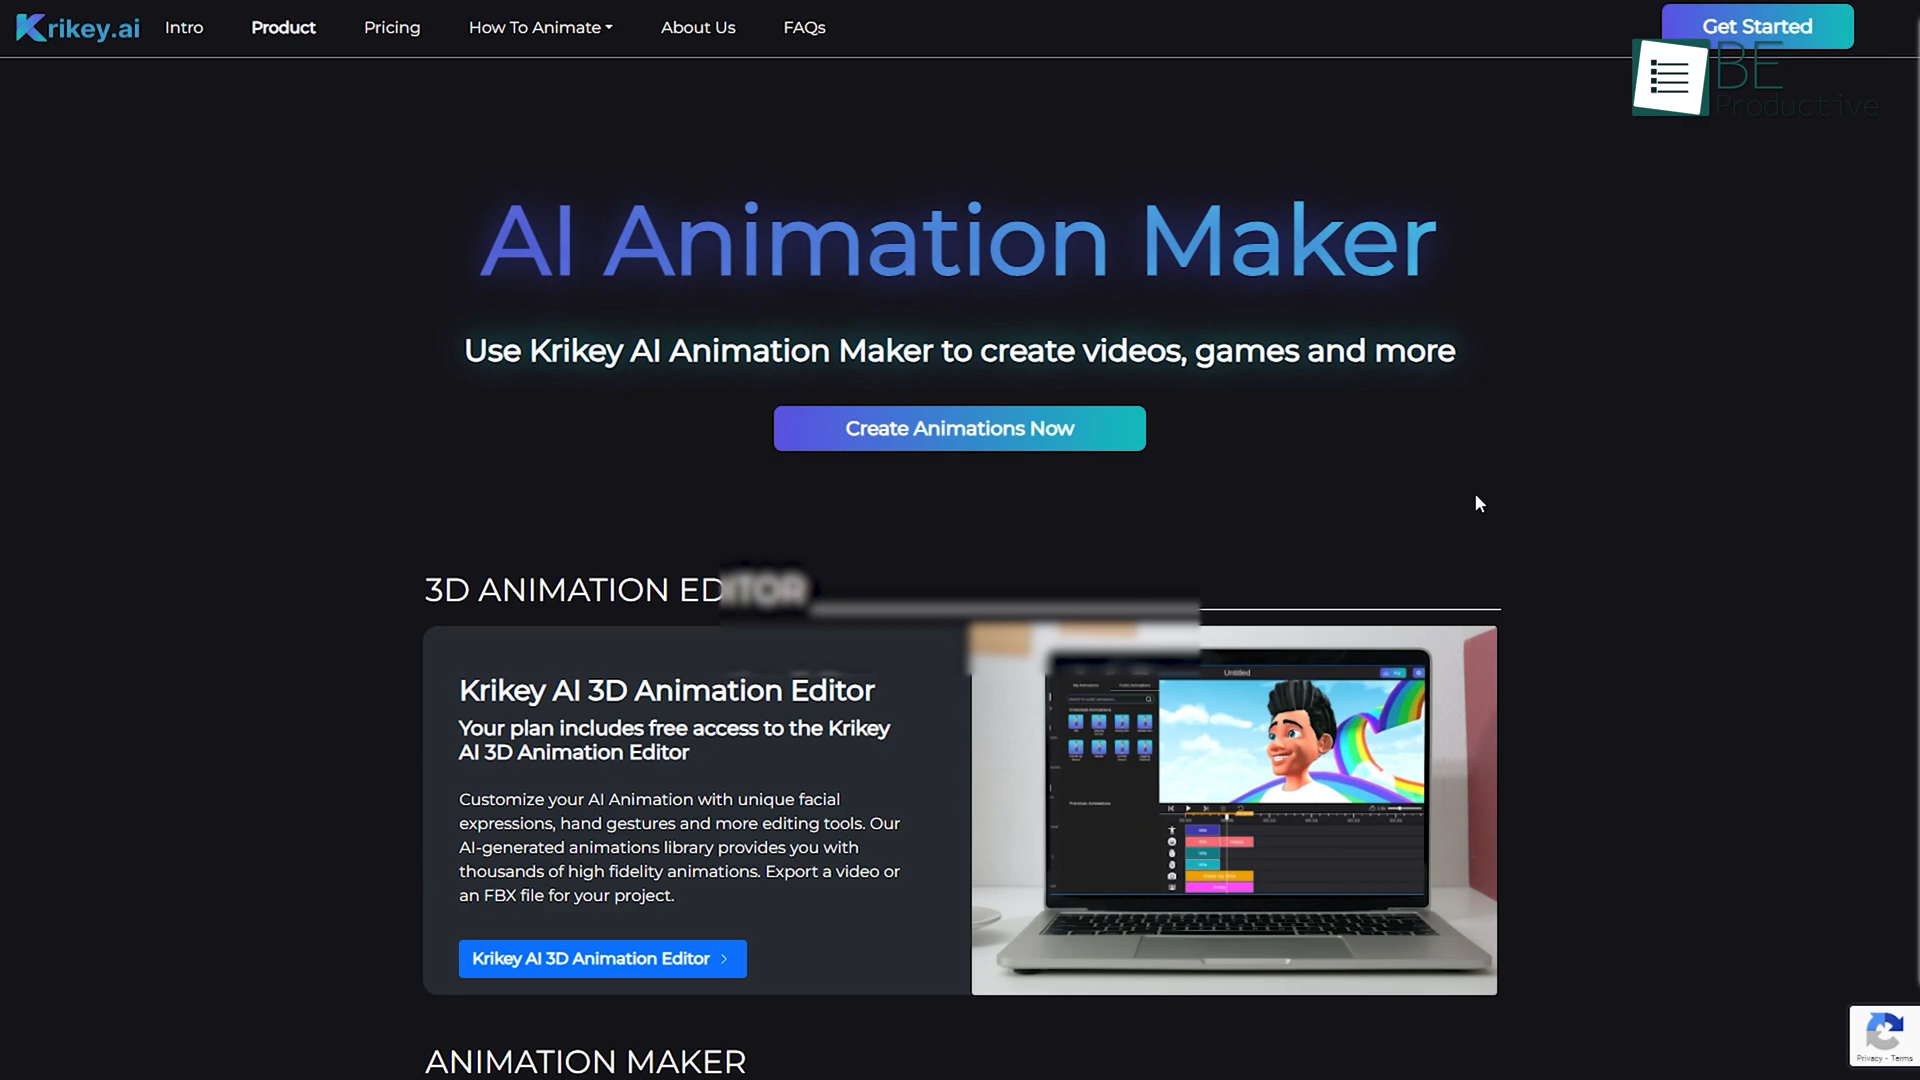 Krikey.ai
Intro
Product
Pricing
How To Animate
About Us
FAQs
Get Started
BE
Productive
AI Animation Maker
Use Krikey AI Animation Maker to create videos, games and more
Create Animations Now
3D ANIMATION EDITOR
Krikey AI 3D Animation Editor
Your plan includes free access to the Krikey
AI 3D Animation Editor
Customize your AI Animation with unique facial
expressions, hand gestures and more editing tools. Our
AI-generated animations library provides you with
thousands of high fidelity animations. Export a video or
an FBX file for your project.
Krikey AI 3D Animation Editor
Untitled
ANIMATION MAKER
Privacy - Terms